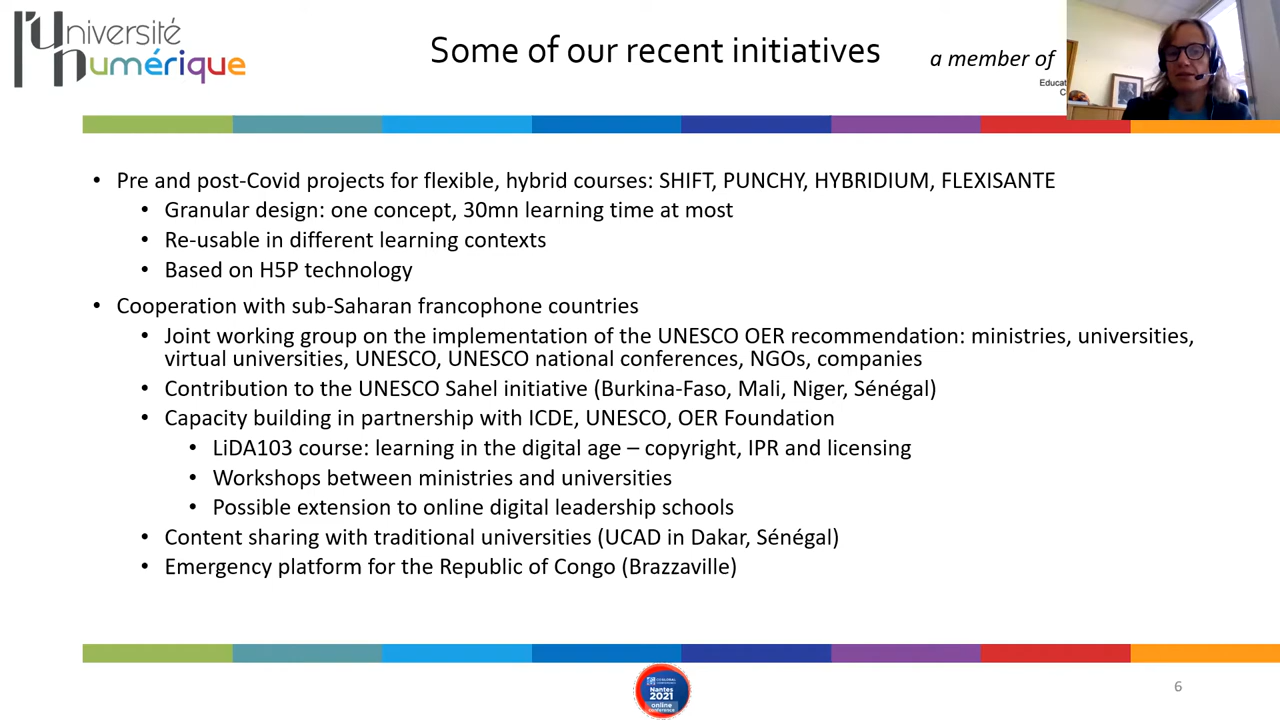 l'Université
Numérique
Some of our recent initiatives
a member of
Educat
C
• Pre and post-Covid projects for flexible, hybrid courses: SHIFT, PUNCHY, HYBRIDIUM, FLEXISANTE
• Granular design: one concept, 30mn learning time at most
• Re-usable in different learning contexts
• Based on H5P technology
• Cooperation with sub-Saharan francophone countries
• Joint working group on the implementation of the UNESCO OER recommendation: ministries, universities,
virtual universities, UNESCO, UNESCO national conferences, NGOs, companies
• Contribution to the UNESCO Sahel initiative (Burkina-Faso, Mali, Niger, Sénégal)
• Capacity building in partnership with ICDE, UNESCO, OER Foundation
• LiDA103 course: learning in the digital age – copyright, IPR and licensing
• Workshops between ministries and universities
• Possible extension to online digital leadership schools
• Content sharing with traditional universities (UCAD in Dakar, Sénégal)
• Emergency platform for the Republic of Congo (Brazzaville)
Nantes
2021
online
conference
6